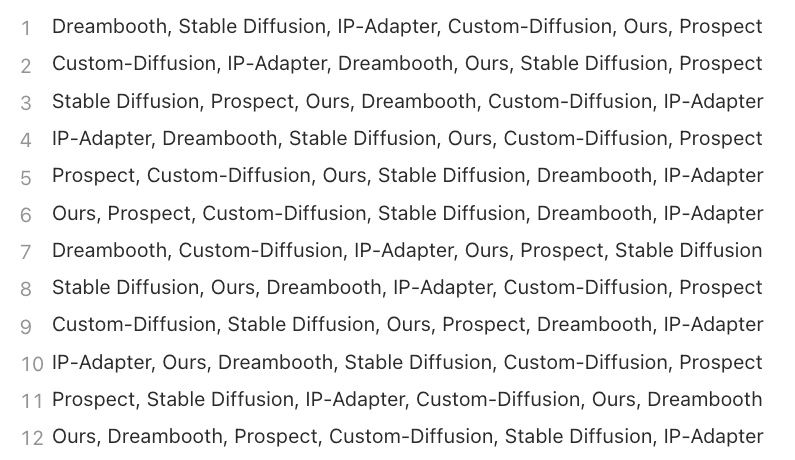 1 Dreambooth, Stable Diffusion, IP-Adapter, Custom-Diffusion, Ours, Prospect
2 Custom-Diffusion, IP-Adapter, Dreambooth, Ours, Stable Diffusion, Prospect
3 Stable Diffusion, Prospect, Ours, Dreambooth, Custom-Diffusion, IP-Adapter
4 IP-Adapter, Dreambooth, Stable Diffusion, Ours, Custom-Diffusion, Prospect
5 Prospect, Custom-Diffusion, Ours, Stable Diffusion, Dreambooth, IP-Adapter
6 Ours, Prospect, Custom-Diffusion, Stable Diffusion, Dreambooth, IP-Adapter
7 Dreambooth, Custom-Diffusion, IP-Adapter, Ours, Prospect, Stable Diffusion
8 Stable Diffusion, Ours, Dreambooth, IP-Adapter, Custom-Diffusion, Prospect
9 Custom-Diffusion, Stable Diffusion, Ours, Prospect, Dreambooth, IP-Adapter
10 IP-Adapter, Ours, Dreambooth, Stable Diffusion, Custom-Diffusion, Prospect
11 Prospect, Stable Diffusion, IP-Adapter, Custom-Diffusion, Ours, Dreambooth
12 Ours, Dreambooth, Prospect, Custom-Diffusion, Stable Diffusion, IP-Adapter